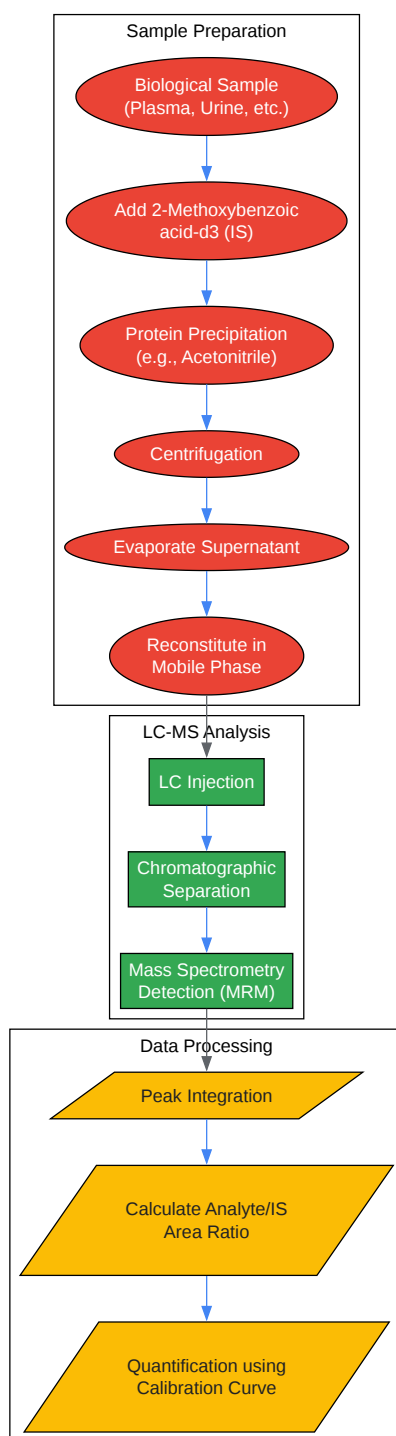 Sample Preparation
Biological Sample
(Plasma, Urine, etc.)
Add 2-Methoxybenzoic
acid-d3 (IS)
Protein Precipitation
(e.g., Acetonitrile)
Centrifugation
Evaporate Supernatant
Reconstitute in
Mobile Phase
LC-MS Analysis
LC Injection
Chromatographic
Separation
Mass Spectrometry
Detection (MRM)
Data Processing
Peak Integration
Calculate Analyte/IS
Area Ratio
Quantification using
Calibration Curve